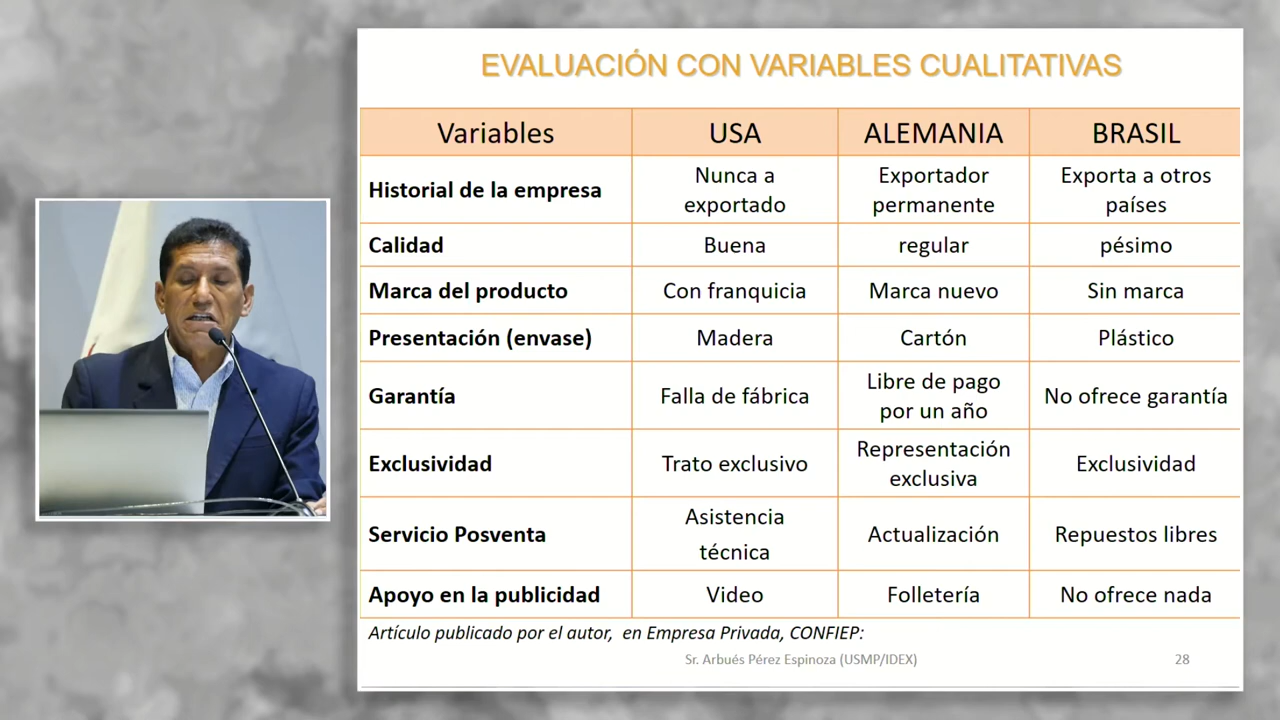 EVALUACIÓN CON VARIABLES CUALITATIVAS
Variables USA ALEMANIA BRASIL
Historial de la empresa Nunca a exportado Exportador permanente Exporta a otros países
Calidad Buena regular pésimo
Marca del producto Con franquicia Marca nuevo Sin marca
Presentación (envase) Madera Cartón Plástico
Garantía Falla de fábrica Libre de pago por un año No ofrece garantía
Exclusividad Trato exclusivo Representación exclusiva Exclusividad
Servicio Posventa Asistencia técnica Actualización Repuestos libres
Apoyo en la publicidad Video Folletería No ofrece nada
Artículo publicado por el autor, en Empresa Privada, CONFIEP:
Sr. Arbués Pérez Espinoza (USMP/IDEX) 28